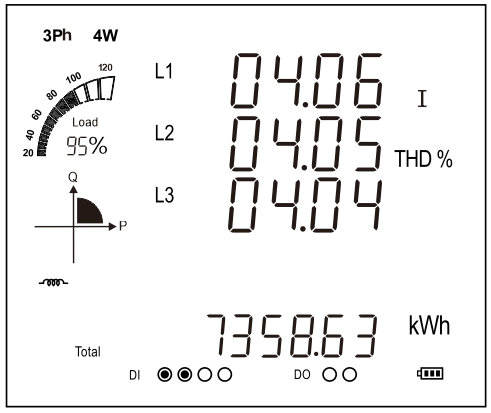 3Ph 4W
20 40 60 80 100 120
Load
95%
L1 04.06 I
L2 04.05 THD %
L3 04.04
Q
P
7358.63 kWh
Total
DI DO